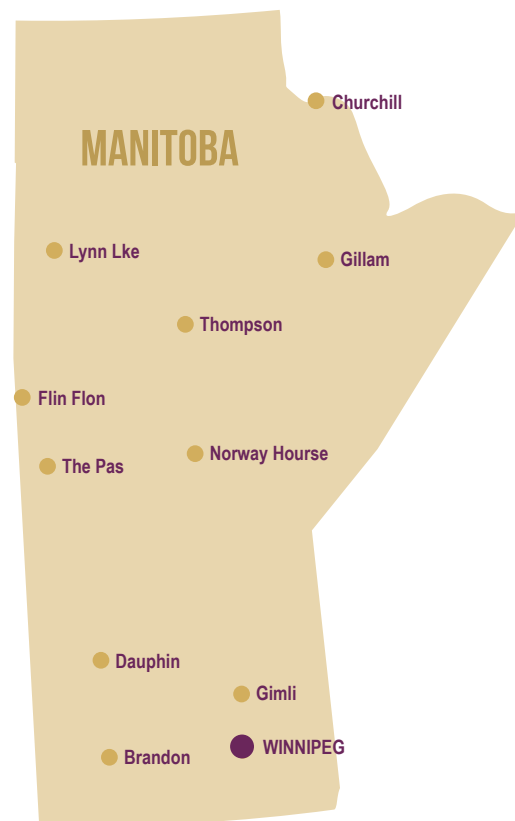 Churchill
MANITOBA
Lynn Lke
Gillam
Thompson
Flin Flon
Norway Hourse
The Pas
Dauphin
Gimli
WINNIPEG
Brandon